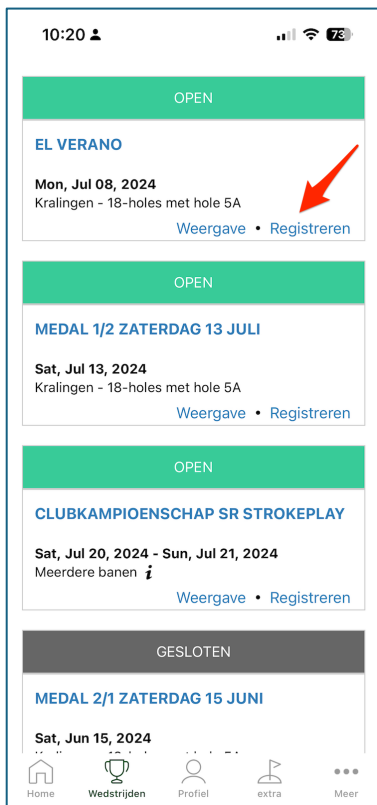 10:20
73
OPEN
EL VERANO
Mon, Jul 08, 2024
Kralingen - 18-holes met hole 5A
Weergave • Registreren
OPEN
MEDAL 1/2 ZATERDAG 13 JULI
Sat, Jul 13, 2024
Kralingen - 18-holes met hole 5A
Weergave • Registreren
OPEN
CLUBKAMPIOENSCHAP SR STROKEPLAY
Sat, Jul 20, 2024 - Sun, Jul 21, 2024
Meerdere banen i
Weergave • Registreren
GESLOTEN
MEDAL 2/1 ZATERDAG 15 JUNI
Sat, Jun 15, 2024
Home Wedstrijden Profiel extra Meer